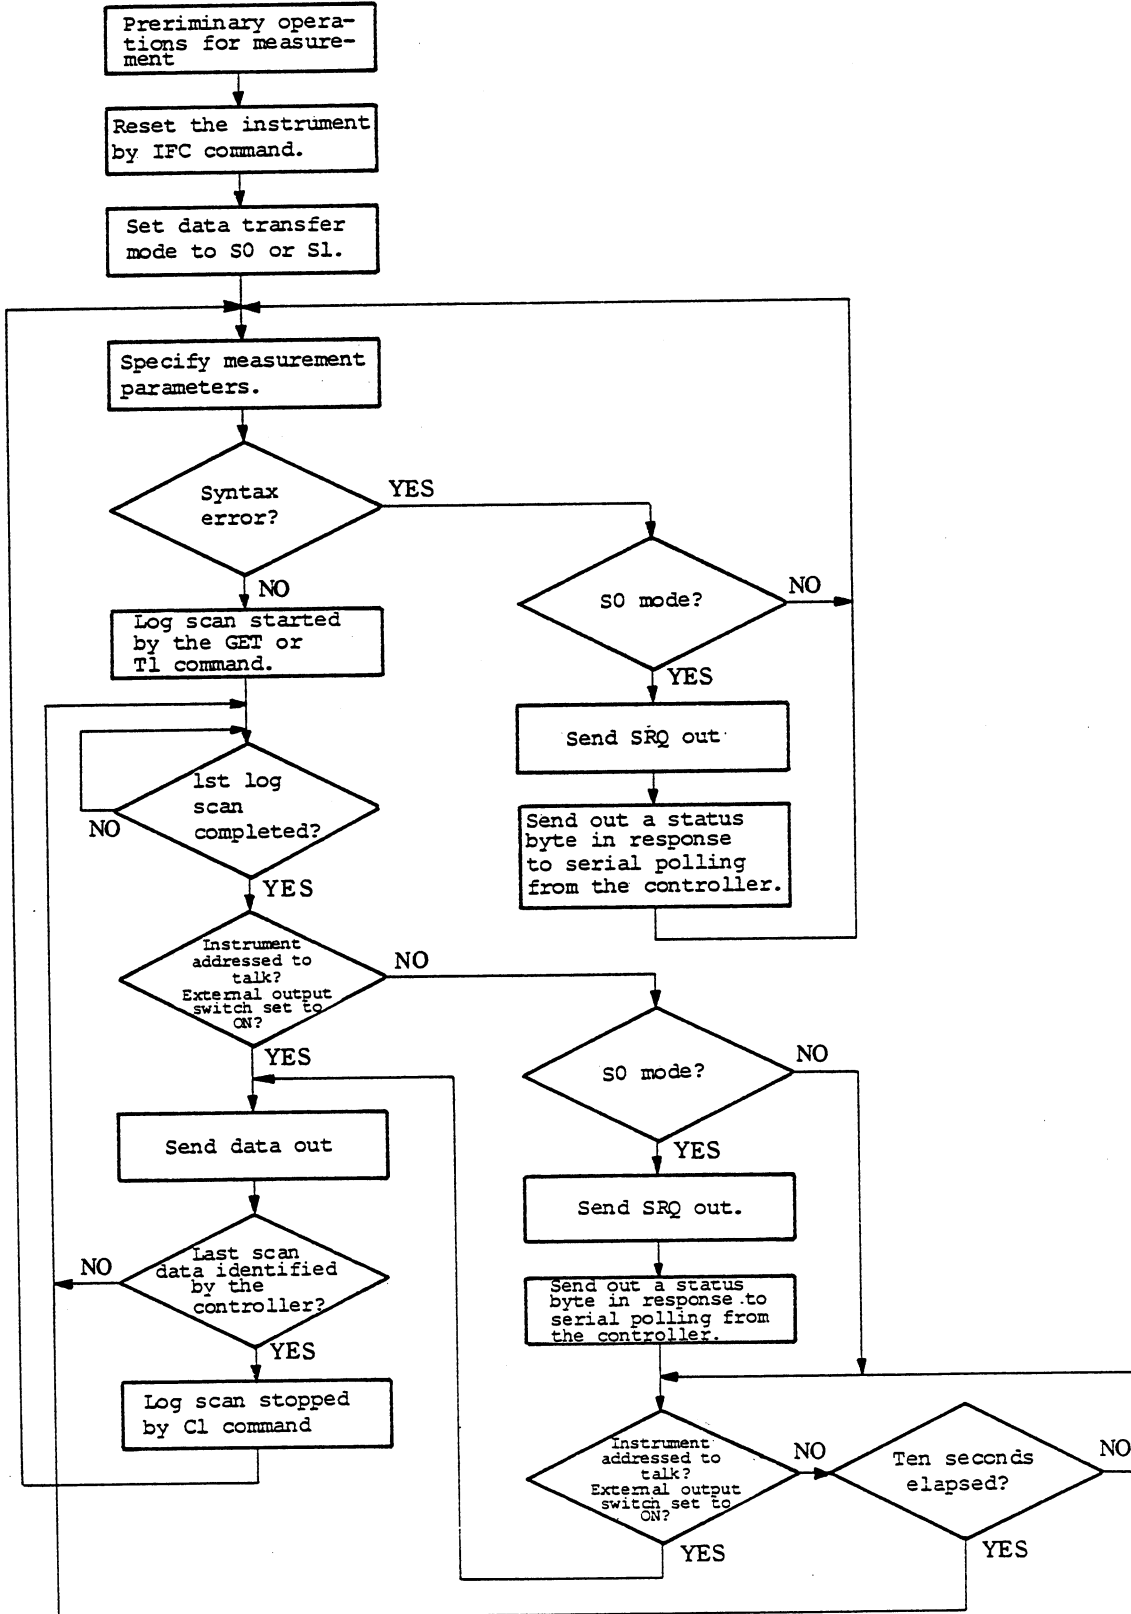 Preriminary opera-
tions for measure-
ment
Reset the instrument
by IFC command.
Set data transfer
mode to S0 or S1.
Specify measurement
parameters.
Syntax
error?
YES
NO
S0 mode?
NO
YES
Log scan started
by the GET or
T1 command.
Send SRQ out
1st log
scan
completed?
NO
YES
Send out a status
byte in response
to serial polling
from the controller.
Instrument
addressed to
talk?
External output
switch set to
ON?
NO
YES
S0 mode?
NO
YES
Send data out
Send SRQ out.
Last scan
data identified
by the
controller?
NO
YES
Send out a status
byte in response to
serial polling from
the controller.
Log scan stopped
by C1 command
Instrument
addressed to
talk?
External output
switch set to
ON?
NO
YES
Ten seconds
elapsed?
NO
YES